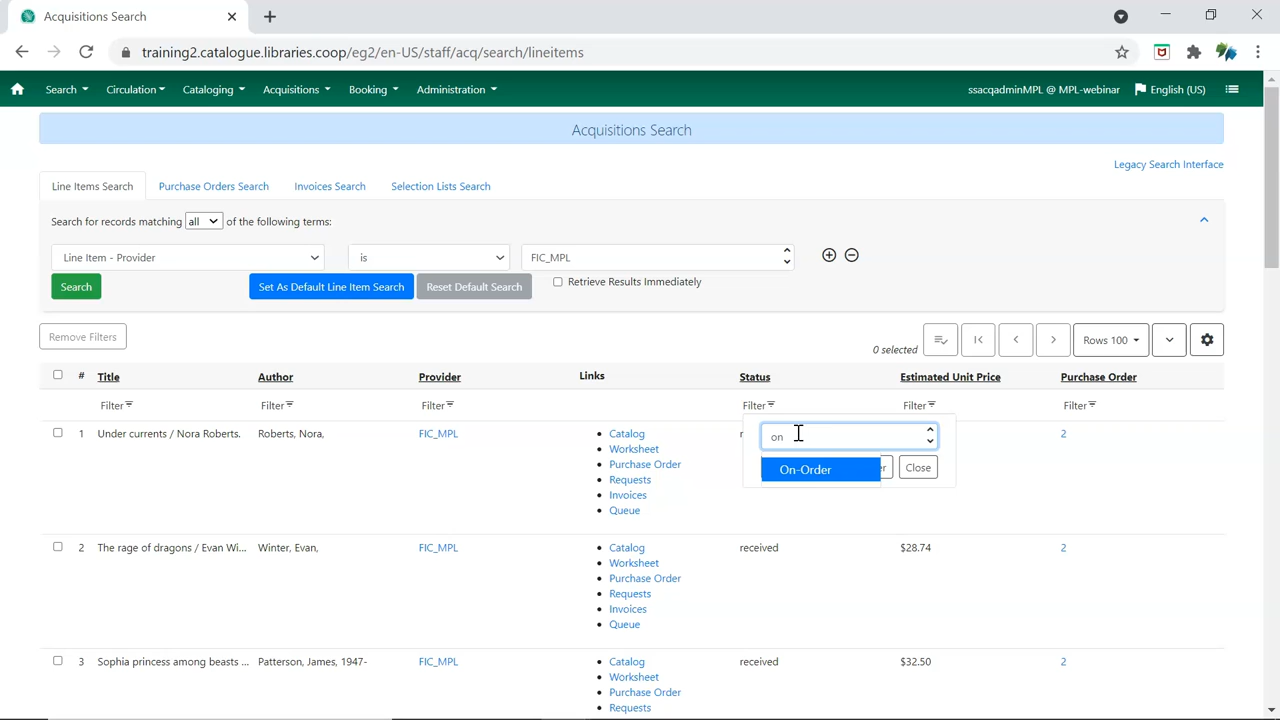 Acquisitions Search
training2.catalogue.libraries.coop/eg2/en-US/staff/acq/search/lineitems
Search Circulation Cataloging Acquisitions Booking Administration ssacqadminMPL @ MPL-webinar English (US)
Acquisitions Search
Legacy Search Interface
Line Items Search Purchase Orders Search Invoices Search Selection Lists Search
Search for records matching all of the following terms:
Line Item - Provider is FIC_MPL
Search Set As Default Line Item Search Reset Default Search Retrieve Results Immediately
Remove Filters 0 selected Rows 100
# Title Author Provider Links Status Estimated Unit Price Purchase Order
Filter Filter Filter Filter Filter Filter
1 Under currents / Nora Roberts. Roberts, Nora, FIC_MPL Catalog on 2
Worksheet
Purchase Order On-Order Close
Requests
Invoices
Queue
2 The rage of dragons / Evan Wi... Winter, Evan, FIC_MPL Catalog received $28.74 2
Worksheet
Purchase Order
Requests
Invoices
Queue
3 Sophia princess among beasts ... Patterson, James, 1947- FIC_MPL Catalog received $32.50 2
Worksheet
Purchase Order
Requests